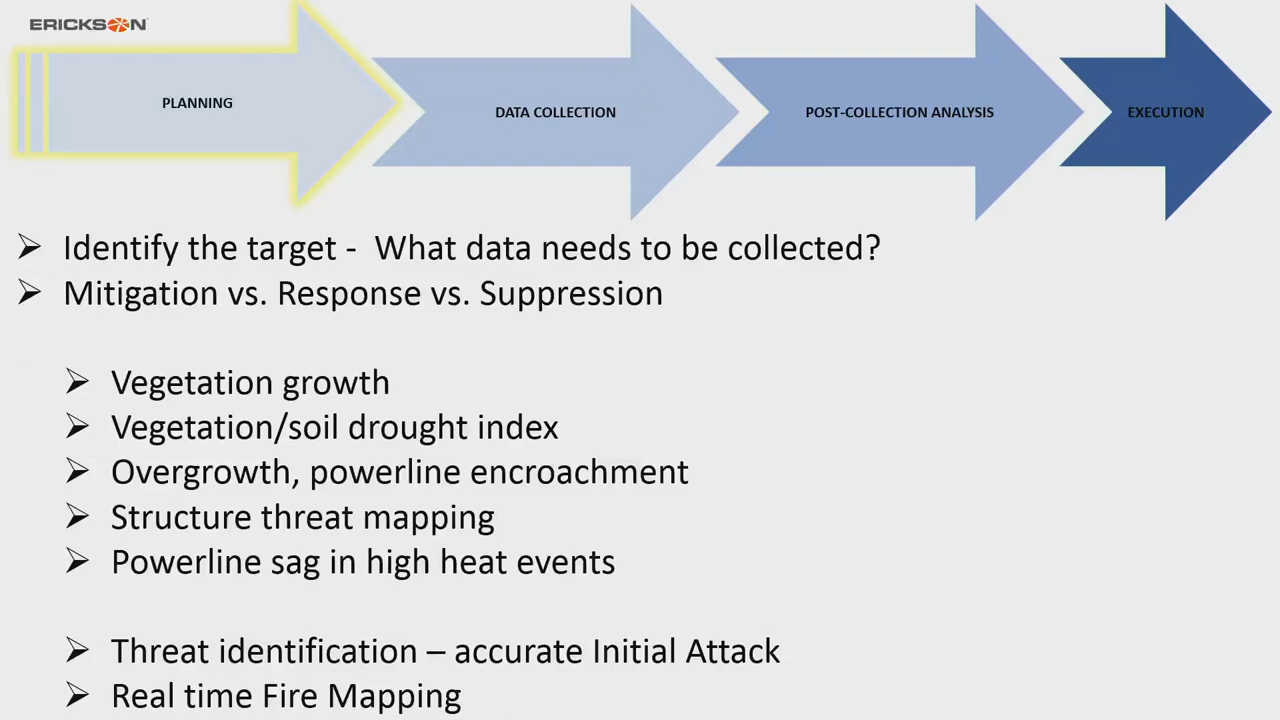 ERICKSON
PLANNING
DATA COLLECTION
POST-COLLECTION ANALYSIS
EXECUTION
Identify the target - What data needs to be collected?
Mitigation vs. Response vs. Suppression
Vegetation growth
Vegetation/soil drought index
Overgrowth, powerline encroachment
Structure threat mapping
Powerline sag in high heat events
Threat identification – accurate Initial Attack
Real time Fire Mapping